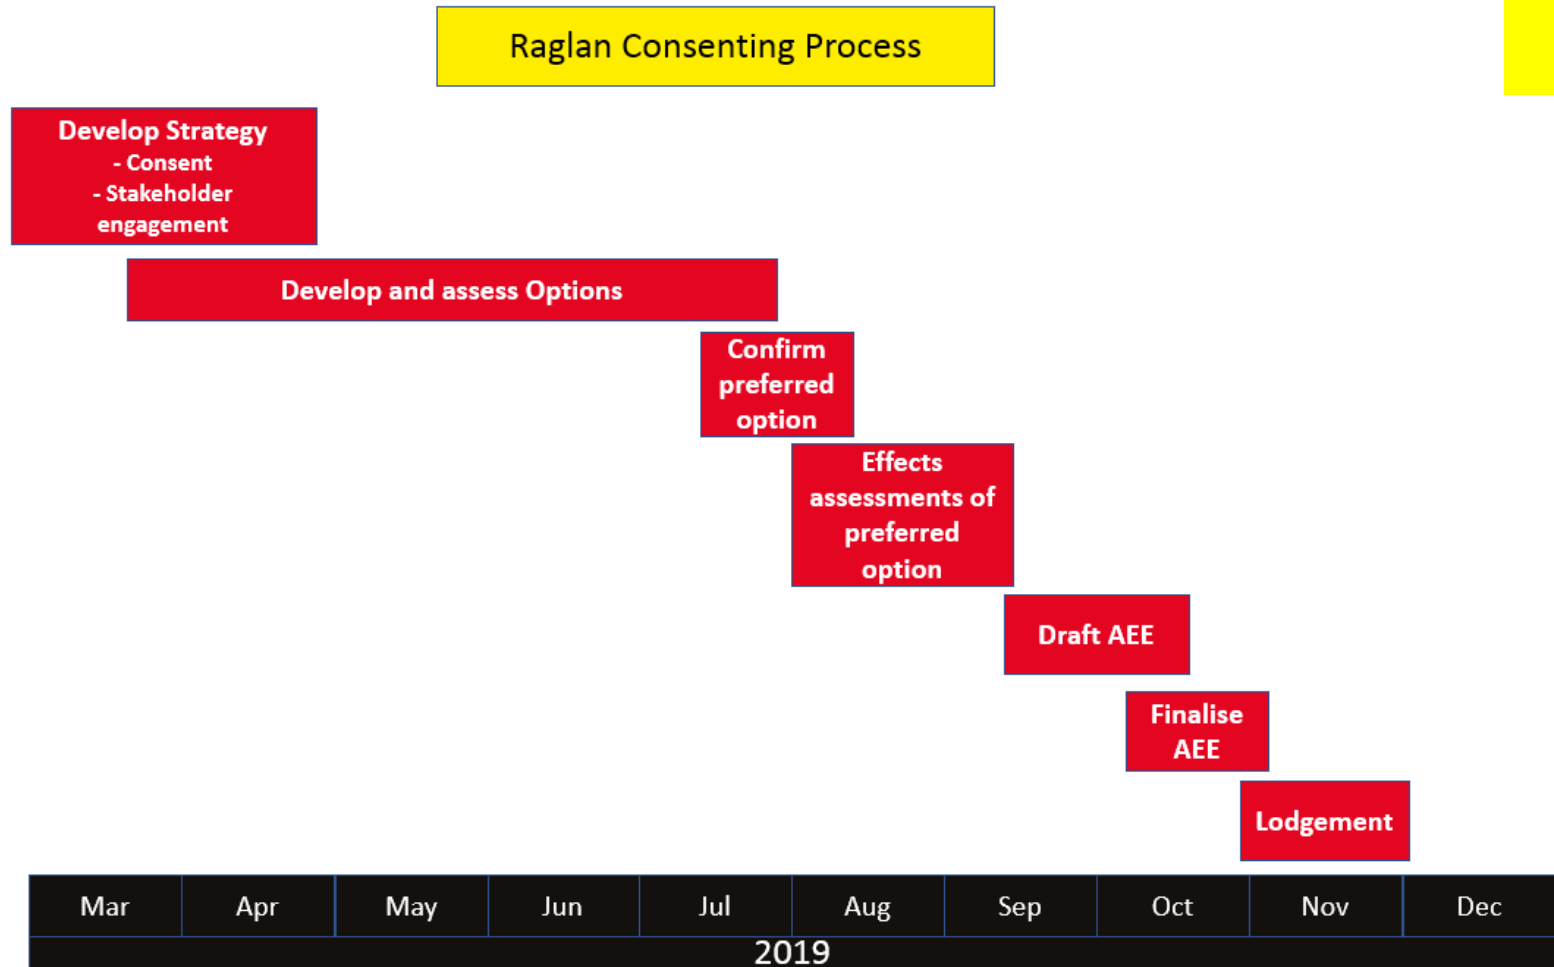 Raglan Consenting Process
Develop Strategy
- Consent
- Stakeholder
engagement
Develop and assess Options
Confirm
preferred
option
Effects
assessments of
preferred
option
Draft AEE
Finalise
AEE
Lodgement
Mar Apr May Jun Jul Aug Sep Oct Nov Dec
2019